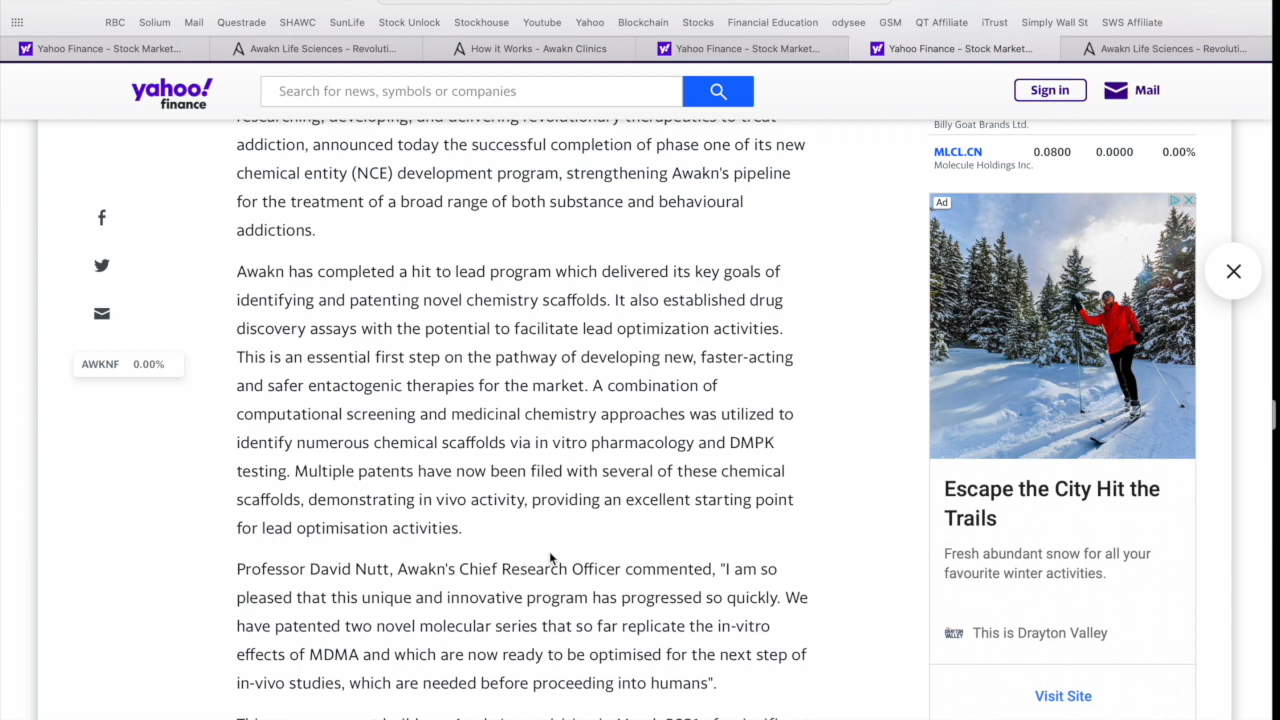 RBC Solium Mail Questrade SHAWC SunLife Stock Unlock Stockhouse Youtube Yahoo Blockchain Stocks Financial Education odysee GSM QT Affiliate iTrust Simply Wall St SWS Affiliate
Yahoo Finance - Stock Market... Awakn Life Sciences - Revoluti... How it Works - Awakn Clinics Yahoo Finance - Stock Market... Yahoo Finance - Stock Market... Awakn Life Sciences - Revoluti...
yahoo!
finance
Search for news, symbols or companies
Sign in
Mail
researching, developing, and delivering revolutionary therapeutics to treat
addiction, announced today the successful completion of phase one of its new
chemical entity (NCE) development program, strengthening Awakn's pipeline
for the treatment of a broad range of both substance and behavioural
addictions.
Awakn has completed a hit to lead program which delivered its key goals of
identifying and patenting novel chemistry scaffolds. It also established drug
discovery assays with the potential to facilitate lead optimization activities.
This is an essential first step on the pathway of developing new, faster-acting
and safer entactogenic therapies for the market. A combination of
computational screening and medicinal chemistry approaches was utilized to
identify numerous chemical scaffolds via in vitro pharmacology and DMPK
testing. Multiple patents have now been filed with several of these chemical
scaffolds, demonstrating in vivo activity, providing an excellent starting point
for lead optimisation activities.
Professor David Nutt, Awakn's Chief Research Officer commented, "I am so
pleased that this unique and innovative program has progressed so quickly. We
have patented two novel molecular series that so far replicate the in-vitro
effects of MDMA and which are now ready to be optimised for the next step of
in-vivo studies, which are needed before proceeding into humans".
AWKNF 0.00%
Billy Goat Brands Ltd.
MLCL.CN 0.0800 0.0000 0.00%
Molecule Holdings Inc.
Ad
Escape the City Hit the
Trails
Fresh abundant snow for all your
favourite winter activities.
This is Drayton Valley
Visit Site